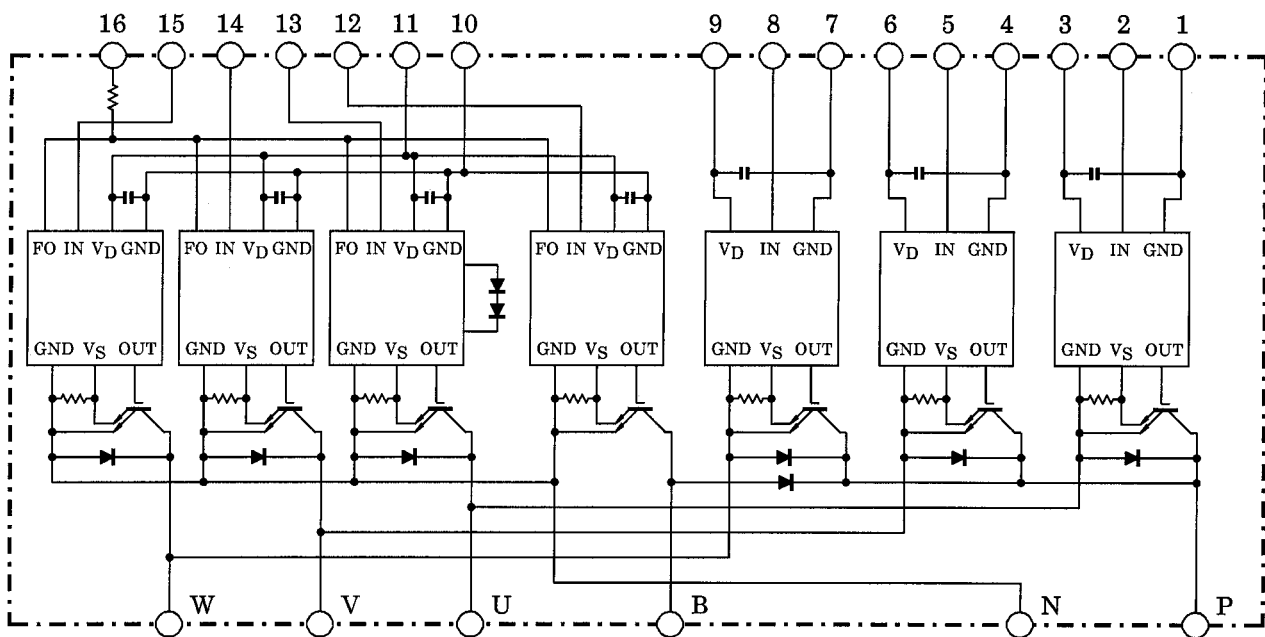 16 15 14 13 12 11 10 9 8 7 6 5 4 3 2 1
FO IN VD GND FO IN VD GND FO IN VD GND FO IN VD GND VD IN GND VD IN GND VD IN GND
GND VS OUT GND VS OUT GND VS OUT GND VS OUT GND VS OUT GND VS OUT GND VS OUT
W V U B N P